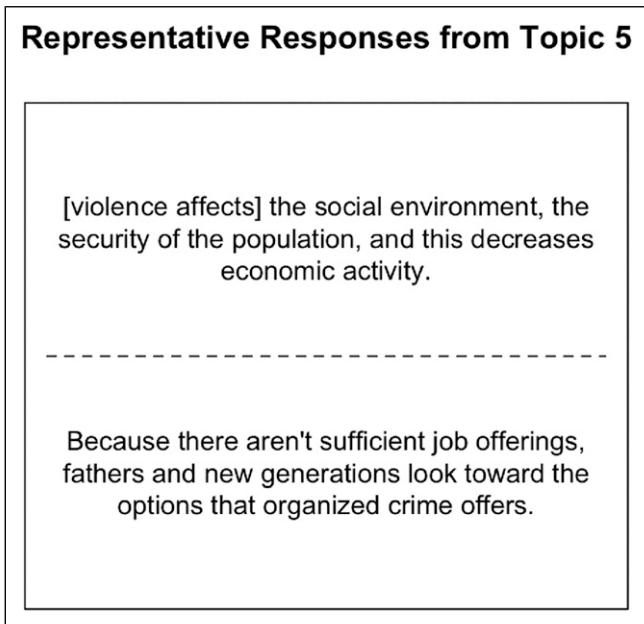 Representative Responses from Topic 5
[violence affects] the social environment, the
security of the population, and this decreases
economic activity.
Because there aren't sufficient job offerings,
fathers and new generations look toward the
options that organized crime offers.